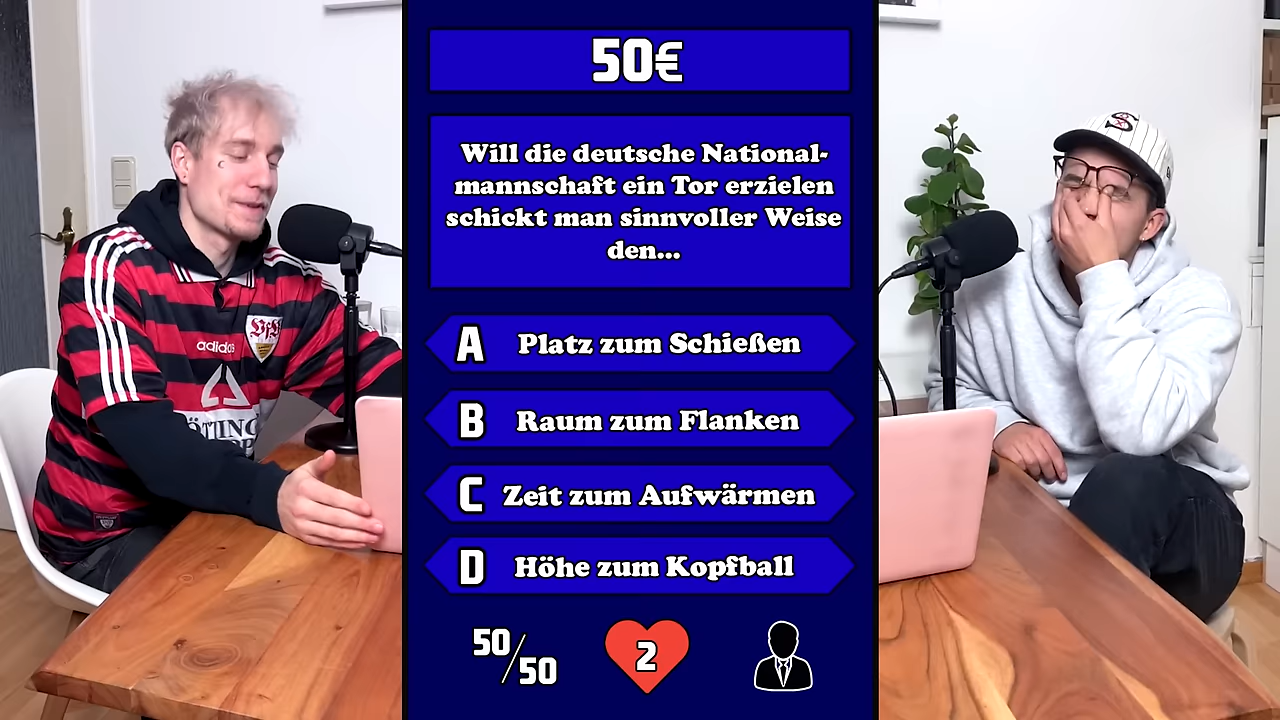 50€
Will die deutsche National-
mannschaft ein Tor erzielen
schickt man sinnvoller Weise
den...
A Platz zum Schießen
B Raum zum Flanken
C Zeit zum Aufwärmen
D Höhe zum Kopfball
50/50
2
adidas
VfB